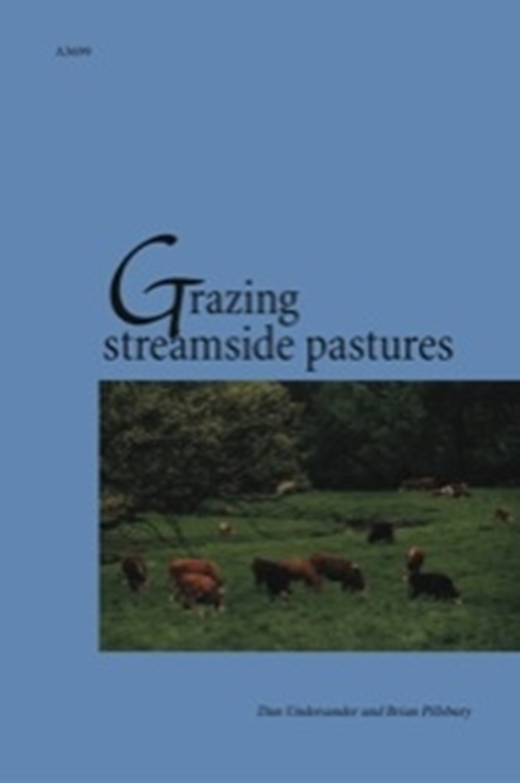 A3699
Grazing
streamside pastures
Dan Undersander and Brian Pillsbury